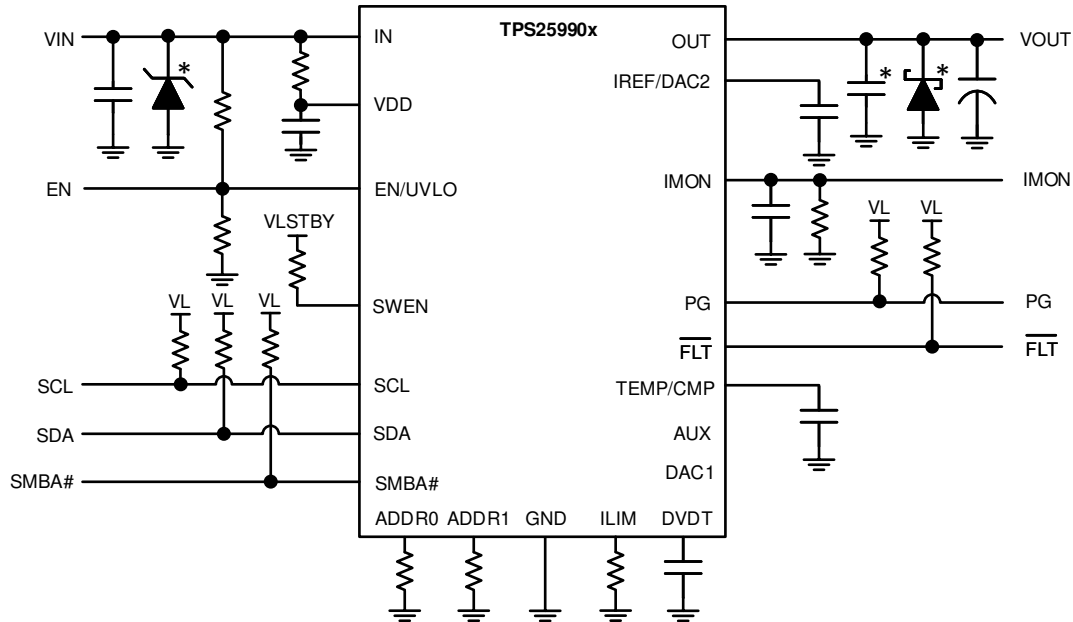 TPS25990x
VIN
IN
OUT
VOUT
*
*
*
IREF/DAC2
VDD
IMON
IMON
EN
EN/UVLO
VLSTBY
VL
VL
VL
VL
VL
SWEN
PG
PG
FLT
FLT
SCL
SCL
TEMP/CMP
SDA
SDA
AUX
DAC1
SMBA#
SMBA#
ADDR0 ADDR1 GND ILIM DVDT